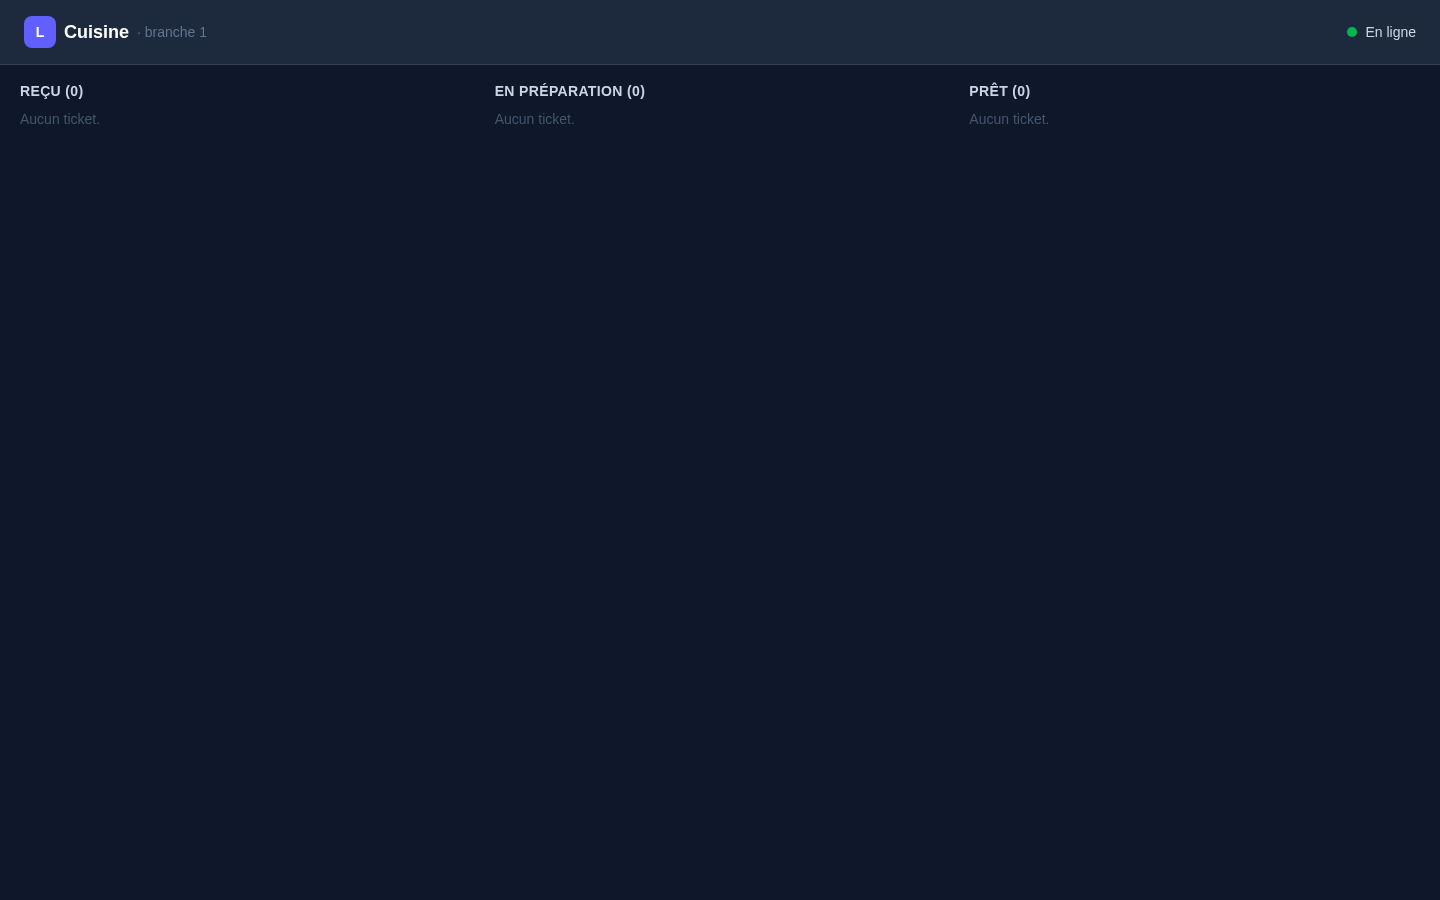 L Cuisine · branche 1
En ligne
REÇU (0)
Aucun ticket.
EN PRÉPARATION (0)
Aucun ticket.
PRÊT (0)
Aucun ticket.